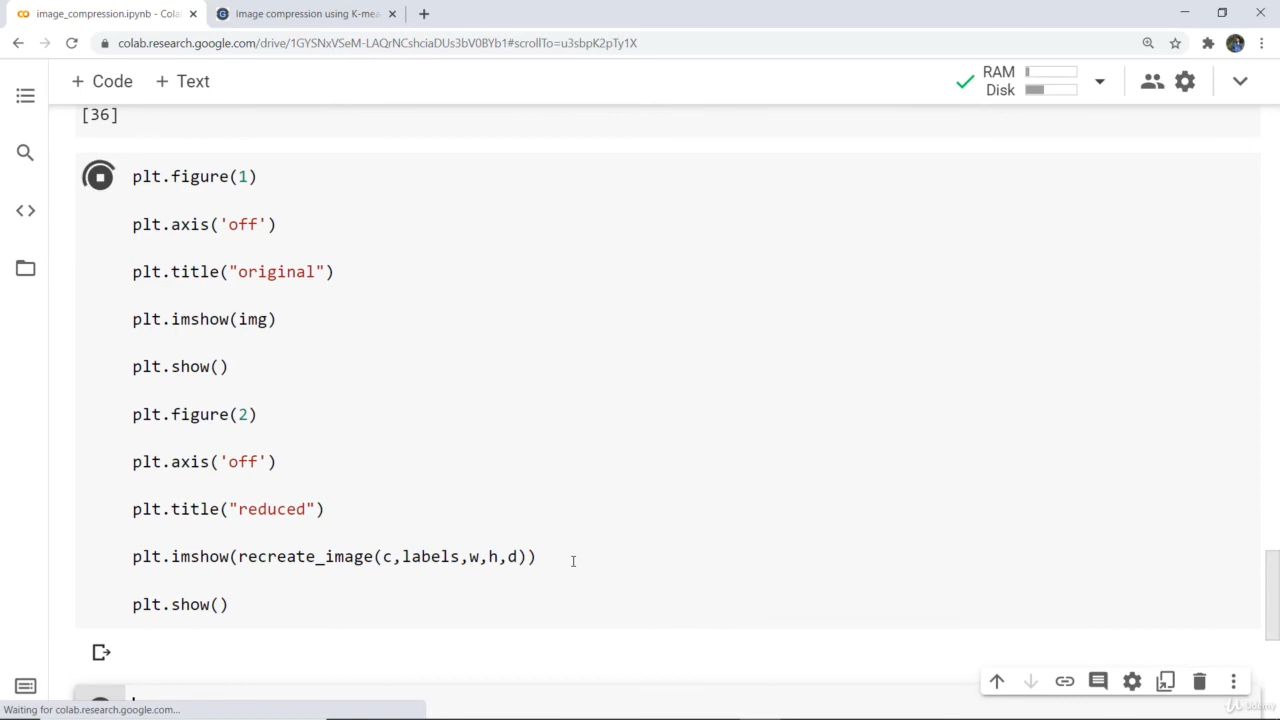 image_compression.ipynb - Cola
Image compression using K-mea
colab.research.google.com/drive/1GYSNxVSeM-LAQrNCshciaDUs3bV0BYb1#scrollTo=u3sbpK2pTy1X
+ Code + Text
RAM
Disk
[36]
plt.figure(1)
plt.axis('off')
plt.title("original")
plt.imshow(img)
plt.show()
plt.figure(2)
plt.axis('off')
plt.title("reduced")
plt.imshow(recreate_image(c,labels,w,h,d))
plt.show()
Waiting for colab.research.google.com...
Udemy